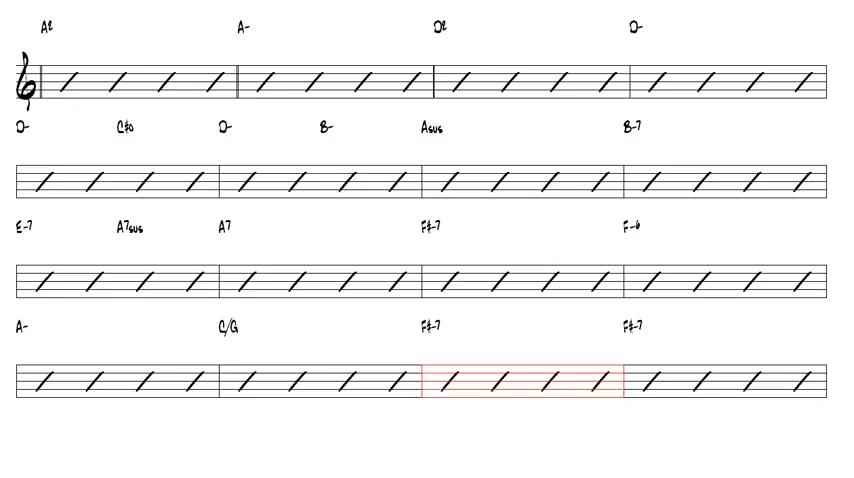 A2 A- D2 D-
D- C#o D- B- Asus B-7
E-7 A7sus A7 F#-7 F-6
A- C/G F#-7 F#-7